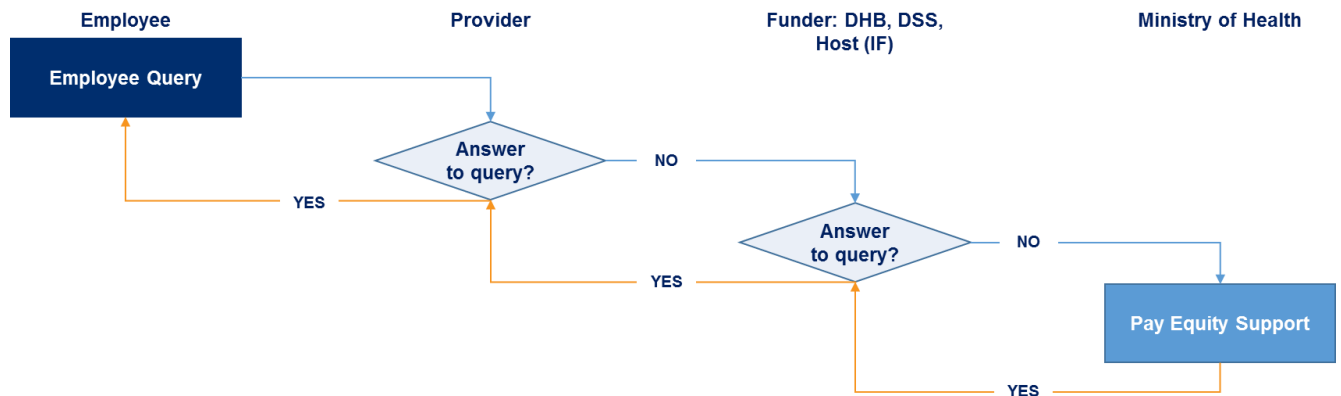 Employee
Provider
Funder: DHB, DSS,
Host (IF)
Ministry of Health
Employee Query
Answer
to query?
NO
YES
Answer
to query?
NO
YES
Pay Equity Support
YES